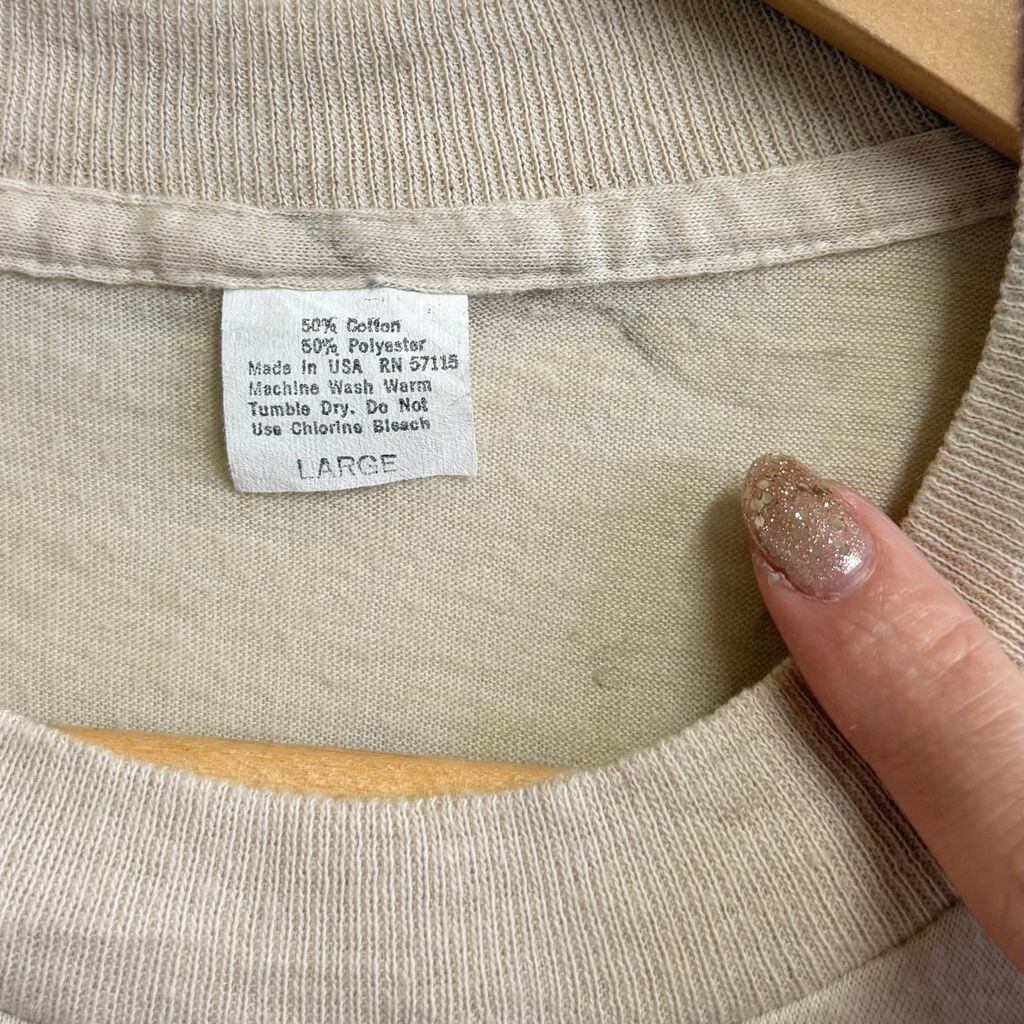 50% Cotton
50% Polyester
Made in USA RN 57115
Machine Wash Warm
Tumble Dry. Do Not
Use Chlorine Bleach
LARGE